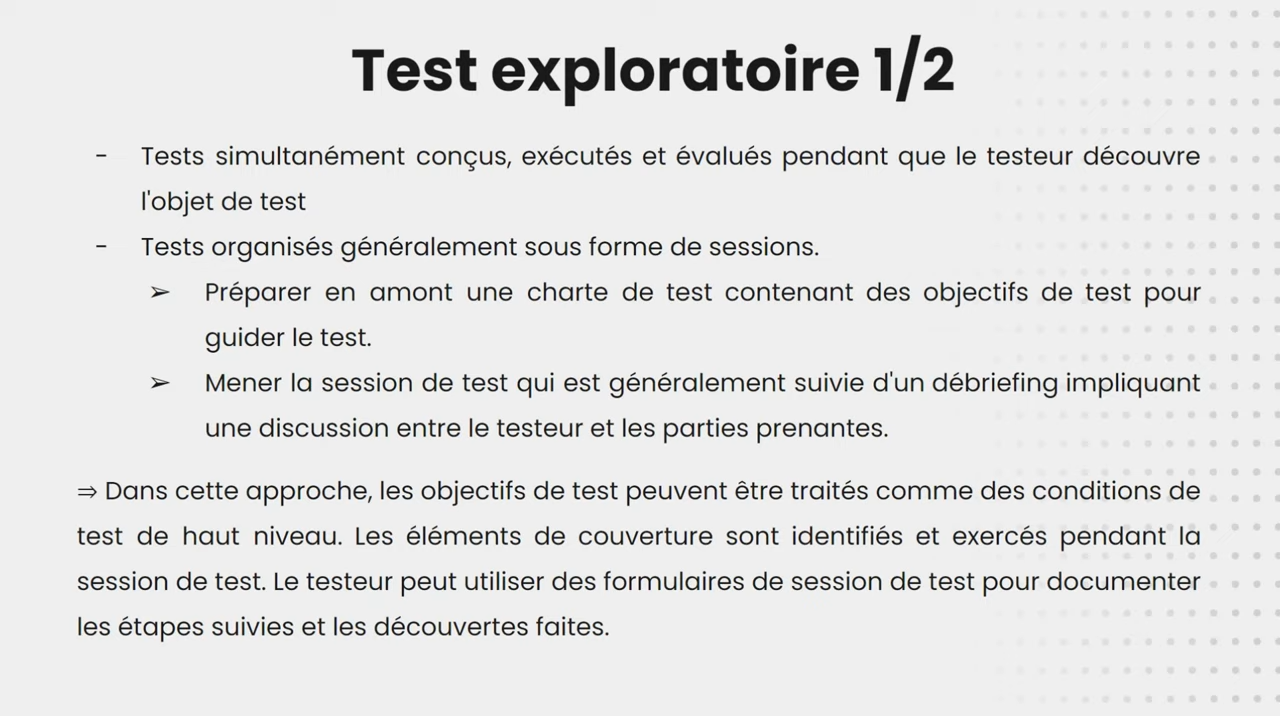 Test exploratoire 1/2
- Tests simultanément conçus, exécutés et évalués pendant que le testeur découvre
l'objet de test
- Tests organisés généralement sous forme de sessions.
➢ Préparer en amont une charte de test contenant des objectifs de test pour
guider le test.
➢ Mener la session de test qui est généralement suivie d'un débriefing impliquant
une discussion entre le testeur et les parties prenantes.
⇒ Dans cette approche, les objectifs de test peuvent être traités comme des conditions de
test de haut niveau. Les éléments de couverture sont identifiés et exercés pendant la
session de test. Le testeur peut utiliser des formulaires de session de test pour documenter
les étapes suivies et les découvertes faites.